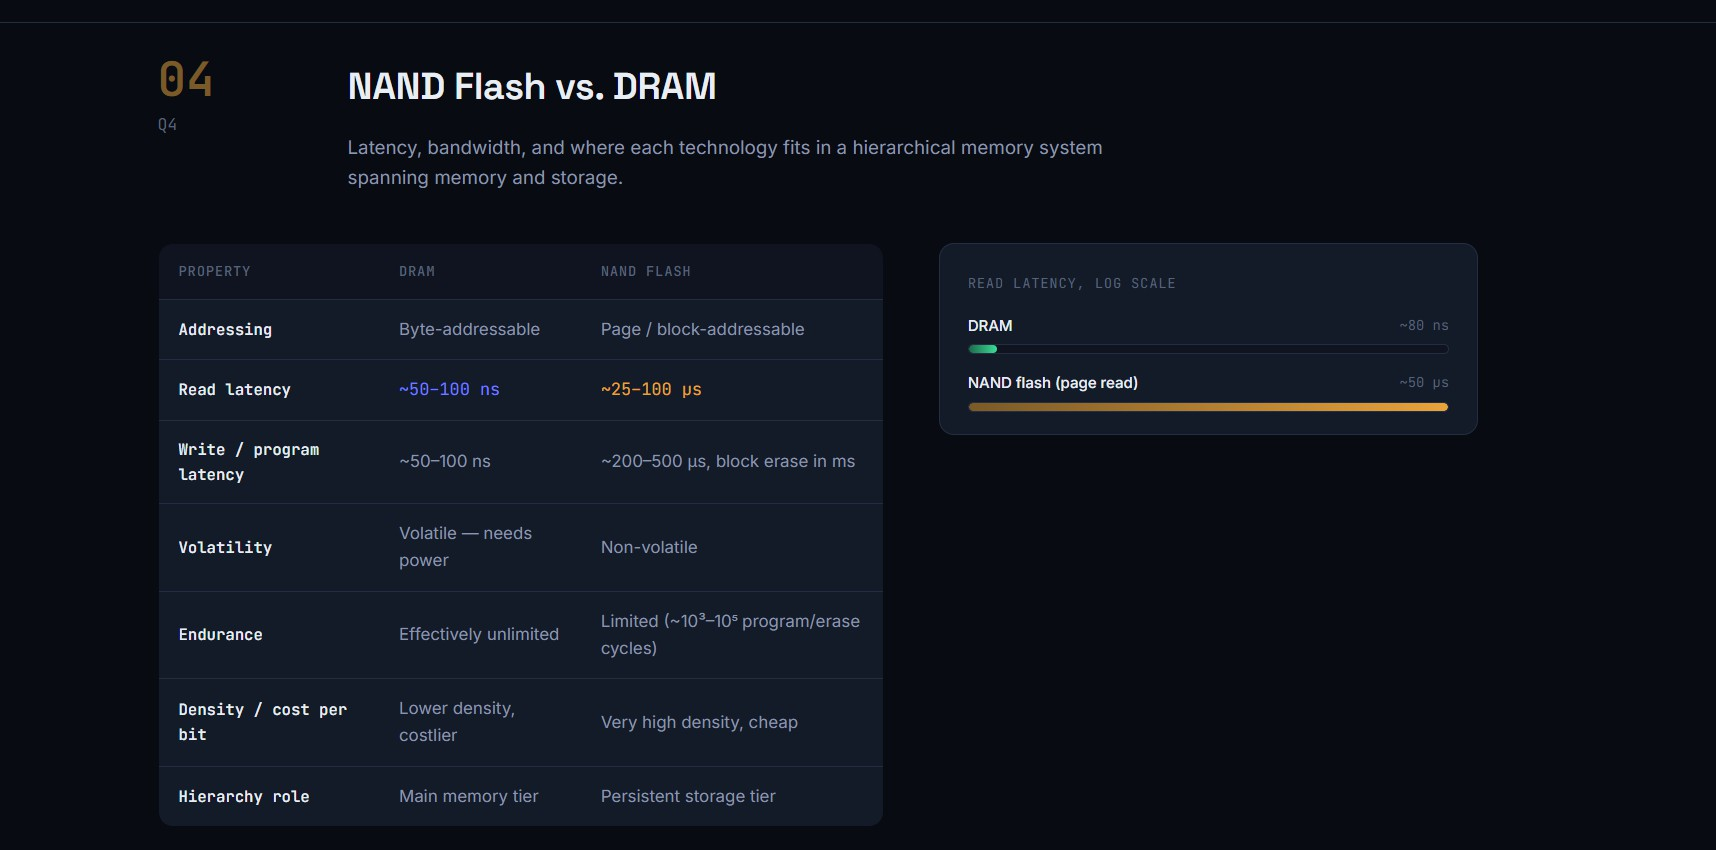 04
Q4
NAND Flash vs. DRAM
Latency, bandwidth, and where each technology fits in a hierarchical memory system
spanning memory and storage.
PROPERTY DRAM NAND FLASH
Addressing Byte-addressable Page / block-addressable
Read latency ~50–100 ns ~25–100 µs
Write / program
latency
~50–100 ns ~200–500 µs, block erase in ms
Volatility
Volatile — needs
power
Non-volatile
Endurance Effectively unlimited
Limited (~10³–10⁵ program/erase
cycles)
Density / cost per
bit
Lower density,
costlier
Very high density, cheap
Hierarchy role Main memory tier Persistent storage tier
READ LATENCY, LOG SCALE
DRAM ~80 ns
NAND flash (page read) ~50 µs